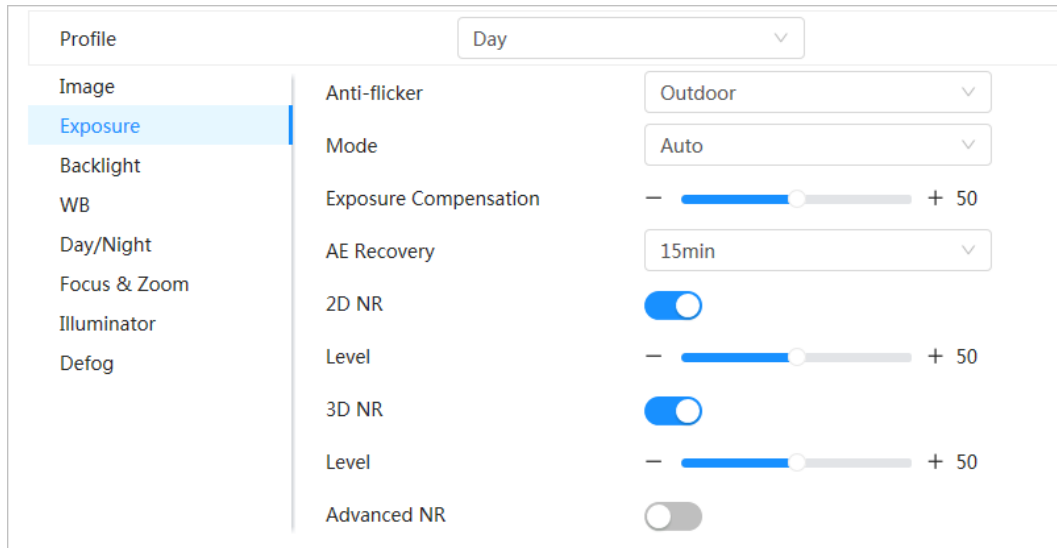 Profile
Day
Image
Exposure
Backlight
WB
Day/Night
Focus & Zoom
Illuminator
Defog
Anti-flicker
Outdoor
Mode
Auto
Exposure Compensation
− + 50
AE Recovery
15min
2D NR
Level
− + 50
3D NR
Level
− + 50
Advanced NR